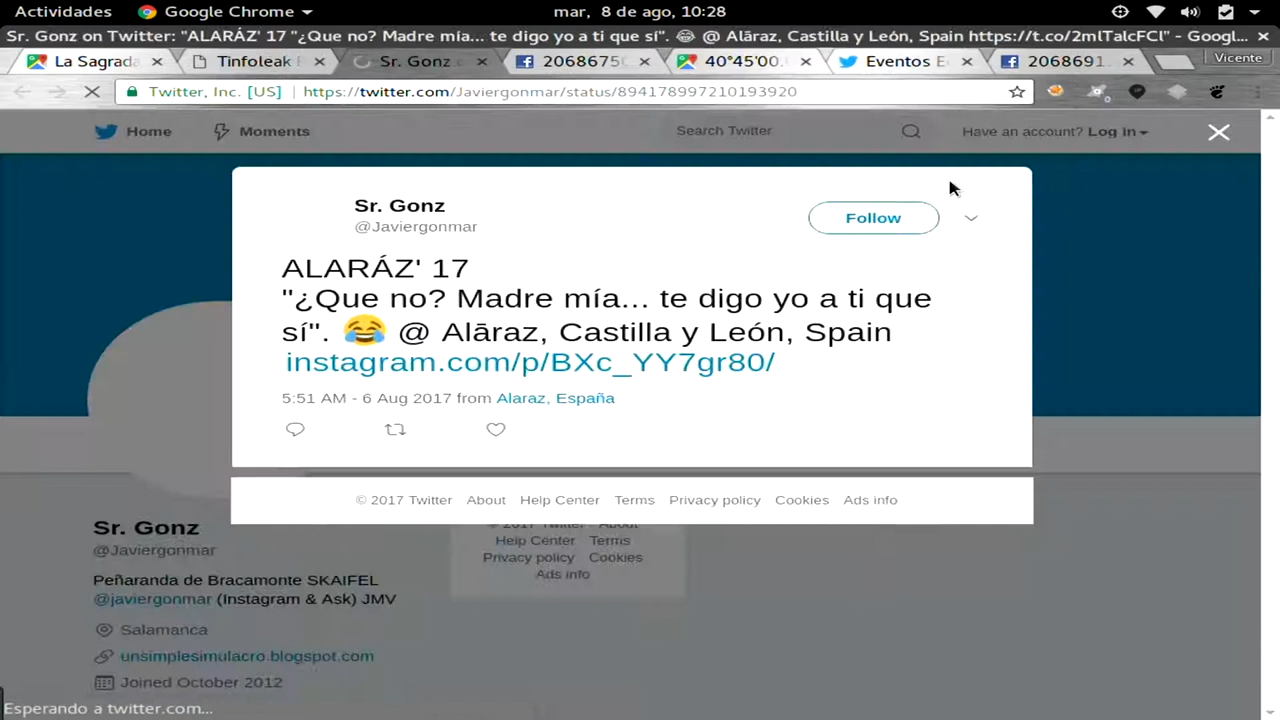 Actividades Google Chrome mar, 8 de ago, 10:28
Sr. Gonz on Twitter: "ALARÁZ' 17 "¿Que no? Madre mía... te digo yo a ti que sí". 😂 @ Alāraz, Castilla y León, Spain https://t.co/2mlTalcFCl" - Googl...
La Sagrada Tinfoleak Sr. Gonz 2068675 40°45'00. Eventos E 2068691 Vicente
Twitter, Inc. [US] https://twitter.com/Javiergonmar/status/894178997210193920
Home Moments Search Twitter Have an account? Log in
Sr. Gonz
@Javiergonmar
Follow
ALARÁZ' 17
"¿Que no? Madre mía... te digo yo a ti que
sí". 😂 @ Alāraz, Castilla y León, Spain
instagram.com/p/BXc_YY7gr80/
5:51 AM - 6 Aug 2017 from Alaraz, España
© 2017 Twitter About Help Center Terms Privacy policy Cookies Ads info
© 2017 Twitter About
Help Center Terms
Privacy policy Cookies
Ads info
Sr. Gonz
@Javiergonmar
Peñaranda de Bracamonte SKAIFEL
@javiergonmar (Instagram & Ask) JMV
Salamanca
unsimplesimulacro.blogspot.com
Joined October 2012
Esperando a twitter.com...